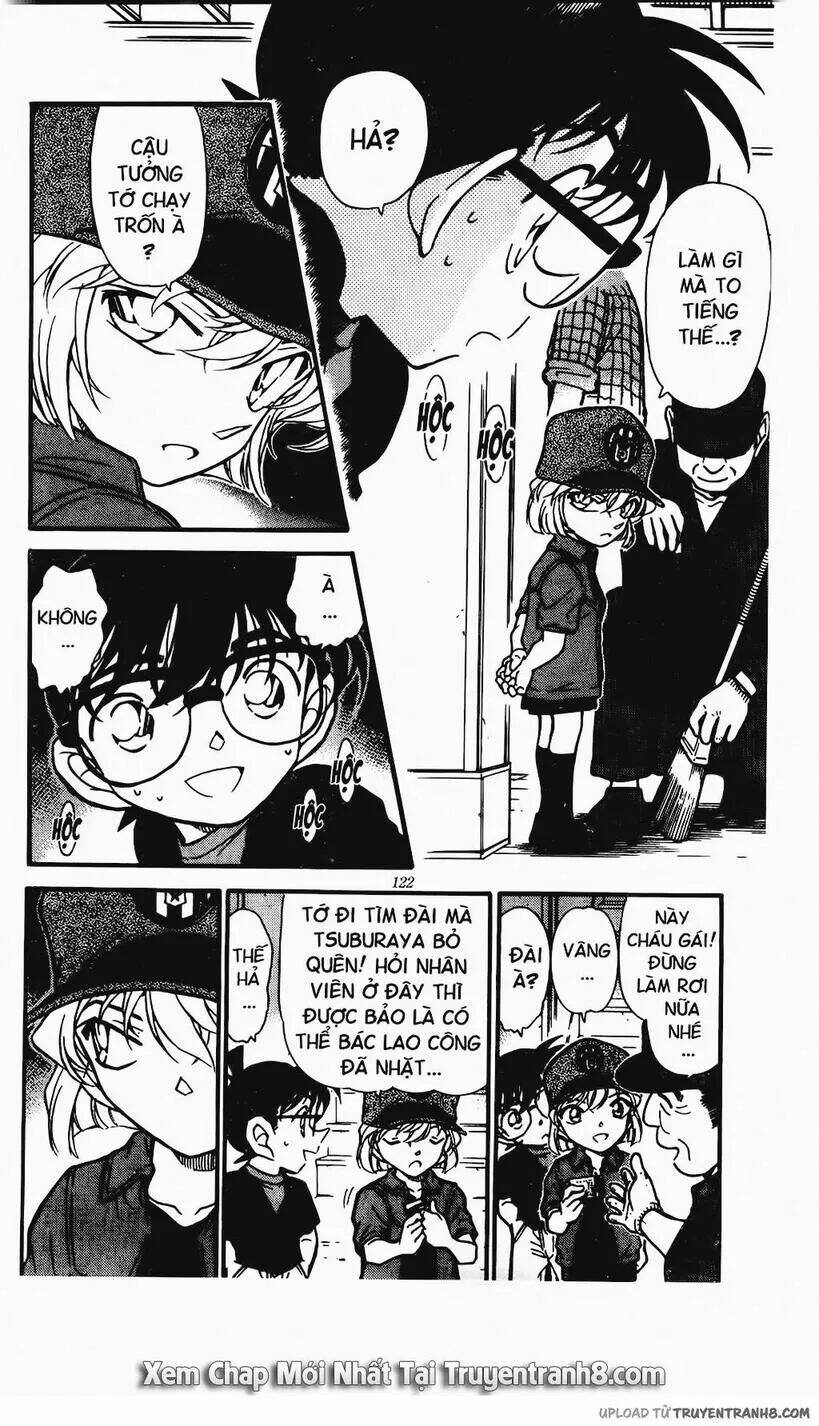 LÀM GÌ
MÀ TO
TIẾNG
THẾ...?
HẢ?
HỘC
HỘC
CẬU
TƯỞNG
TỚ CHẠY
TRỐN À
?
À
...
KHÔNG
...
HỘC
HỘC
HỘC
122
NÀY
CHÁU GÁI!
ĐỪNG
LÀM RƠI
NỮA
NHÉ
...
VÂNG
...
ĐÀI
À?
TỚ ĐI TÌM ĐÀI MÀ
TSUBURAYA BỎ
QUÊN! HỎI NHÂN
VIÊN Ở ĐÂY THÌ
ĐƯỢC BẢO LÀ CÓ
THỂ BÁC LAO CÔNG
ĐÃ NHẶT...
THẾ
HẢ
...
Xem Chap Mới Nhất Tại Truyentranh8.com
UPLOAD TỪ TRUYENTRANH8.COM